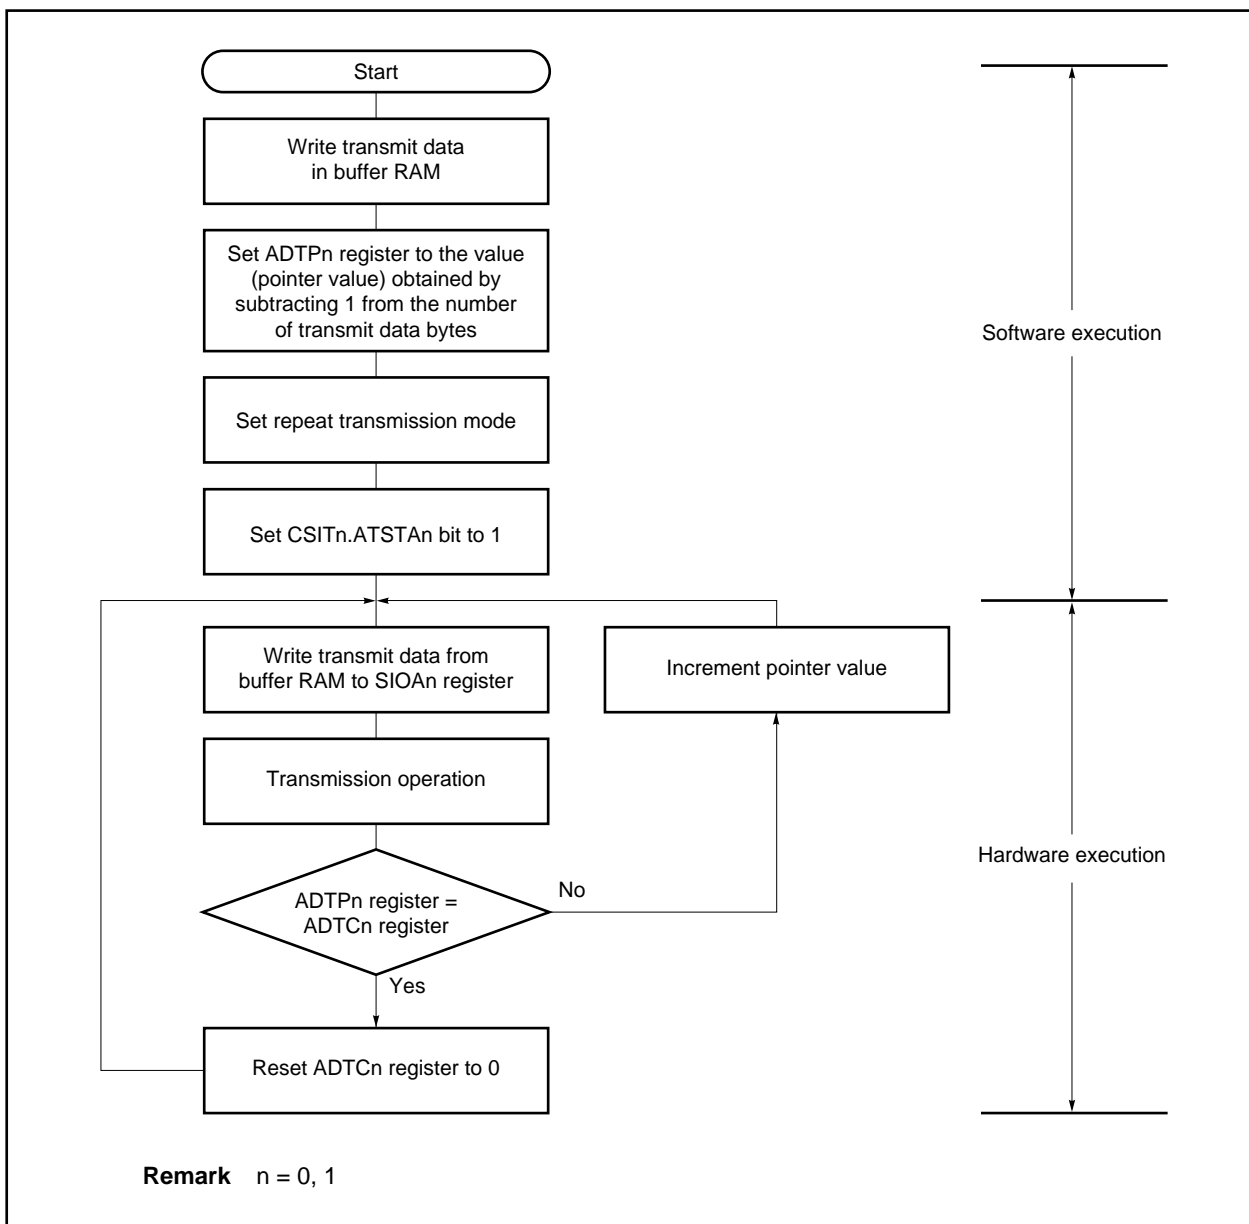 Start
Write transmit data
in buffer RAM
Set ADTPn register to the value
(pointer value) obtained by
subtracting 1 from the number
of transmit data bytes
Software execution
Set repeat transmission mode
Set CSITn.ATSTAn bit to 1
Write transmit data from
buffer RAM to SIOAn register
Increment pointer value
Transmission operation
Hardware execution
ADTPn register =
ADTCn register
No
Yes
Reset ADTCn register to 0
Remark n = 0, 1